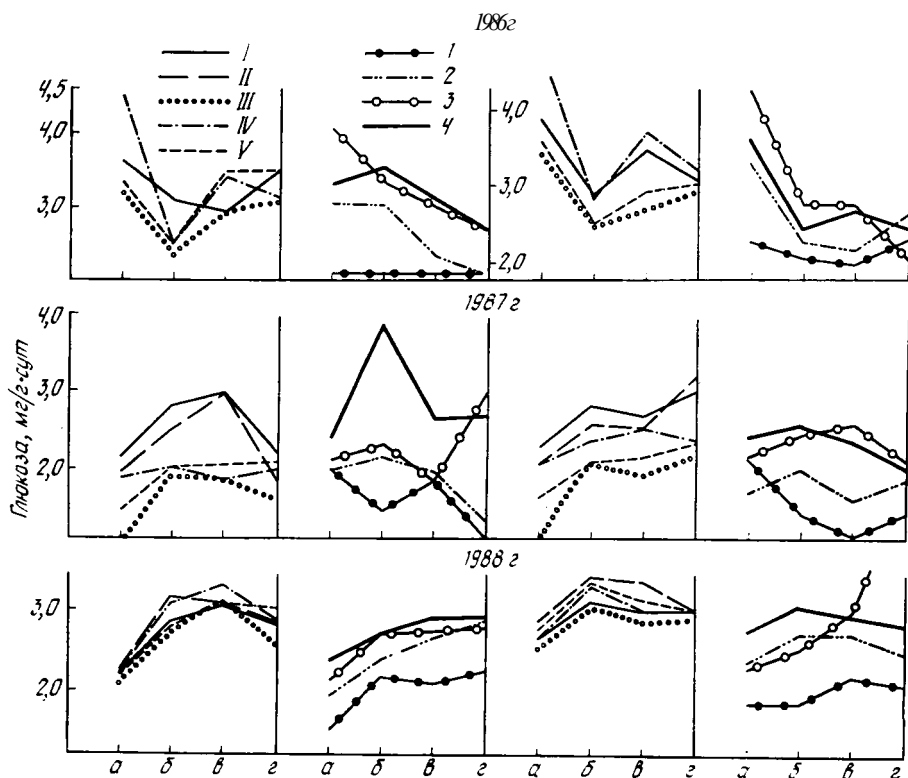 1986г
I
II
III
IV
V
1
2
3
4
4,5
4,0
3,0
4,0
3,0
2,0
1987 г
4,0
3,0
2,0
Глюкоза, мг/г·сут
1988 г
3,0
2,0
а б в г
а б в г
а б в г
а б в г